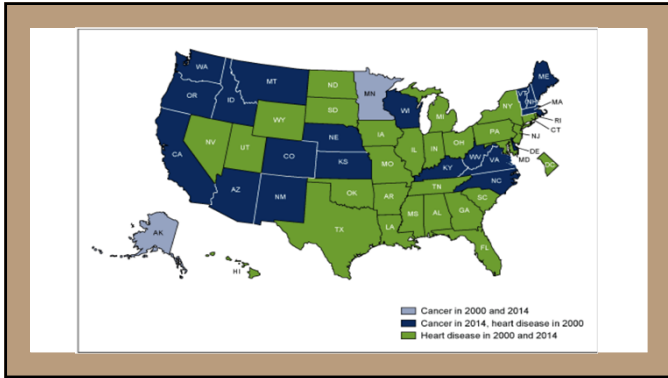 WA
MT
ND
MN
ME
OR
ID
SD
WI
VT
NH
MA
WY
MI
NY
RI
CT
NV
UT
NE
IA
PA
NJ
CA
CO
KS
MO
IL
IN
OH
WV
VA
DE
MD
DC
KY
AZ
NM
OK
AR
TN
NC
SC
TX
LA
MS
AL
GA
AK
FL
HI
Cancer in 2000 and 2014
Cancer in 2014, heart disease in 2000
Heart disease in 2000 and 2014